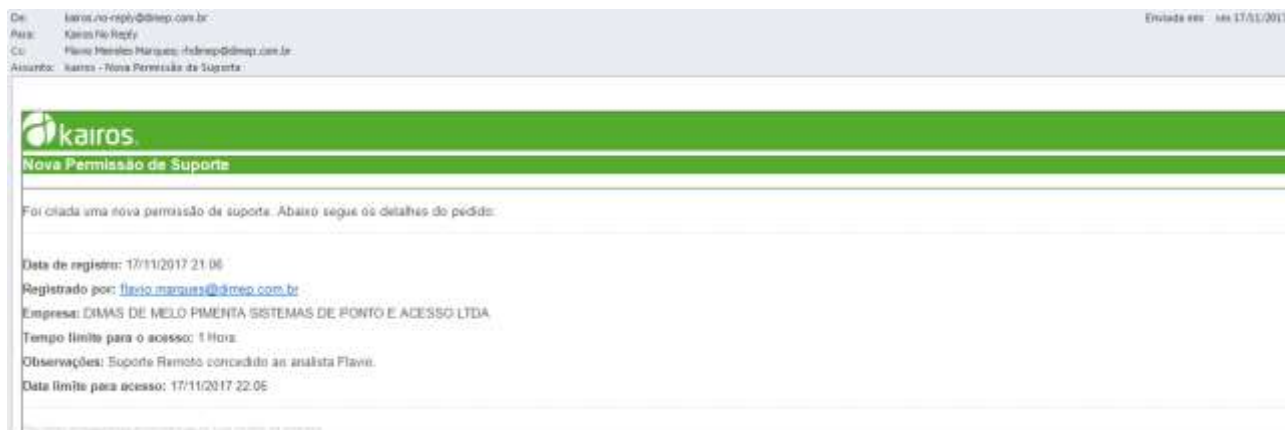 De: kairos.no-reply@dimep.com.br
Enviada em: sex 17/11/2017
Para: Kairos No Reply
Cc: Flavio Mendes Marques; rhdimep@dimep.com.br
Assunto: kairos - Nova Permissão de Suporte
kairos.
Nova Permissão de Suporte
Foi criada uma nova permissão de suporte. Abaixo segue os detalhes do pedido:
Data de registro: 17/11/2017 21:06
Registrado por: flavio.marques@dimep.com.br
Empresa: DIMAS DE MELO PIMENTA SISTEMAS DE PONTO E ACESSO LTDA
Tempo limite para o acesso: 1 Hora
Observações: Suporte Remoto concedido ao analista Flavio.
Data limite para acesso: 17/11/2017 22:06